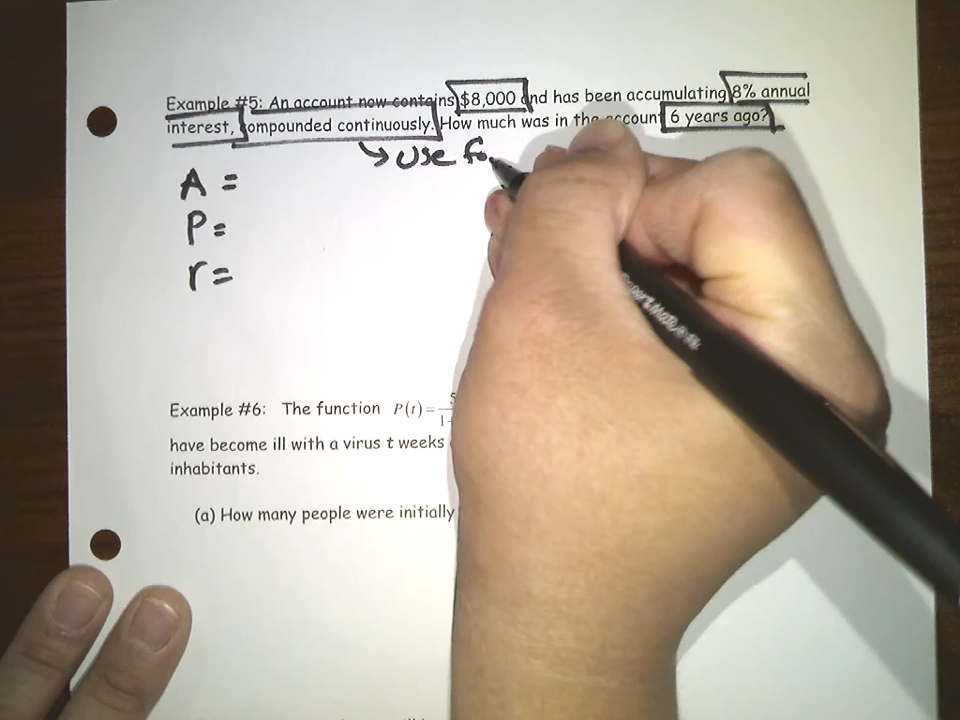 Example #5: An account now contains $8,000 and has been accumulating 8% annual
interest, compounded continuously. How much was in the account 6 years ago?
→ use fo
A =
P =
r =
Example #6: The function P(t) =
have become ill with a virus t weeks
inhabitants.
(a) How many people were initially